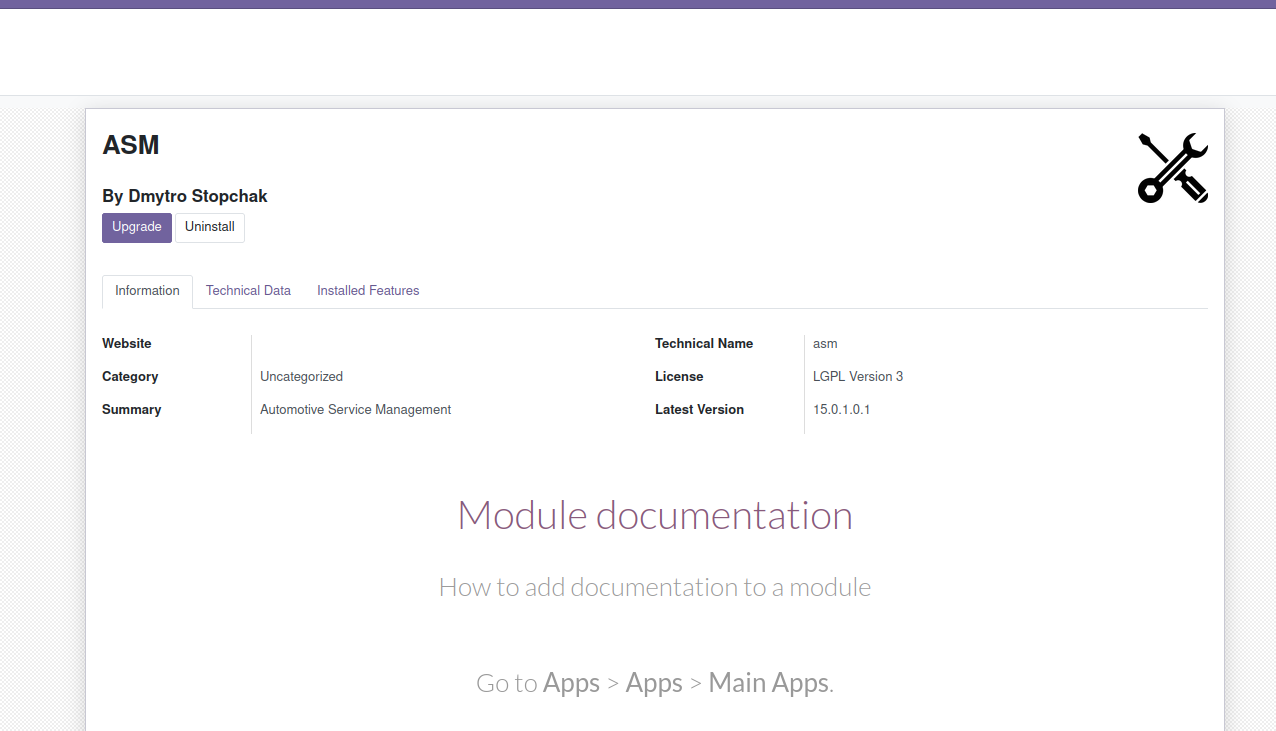 ASM
By Dmytro Stopchak
Upgrade Uninstall
Information Technical Data Installed Features
Website Technical Name asm
Category Uncategorized License LGPL Version 3
Summary Automotive Service Management Latest Version 15.0.1.0.1
Module documentation
How to add documentation to a module
Go to Apps > Apps > Main Apps.